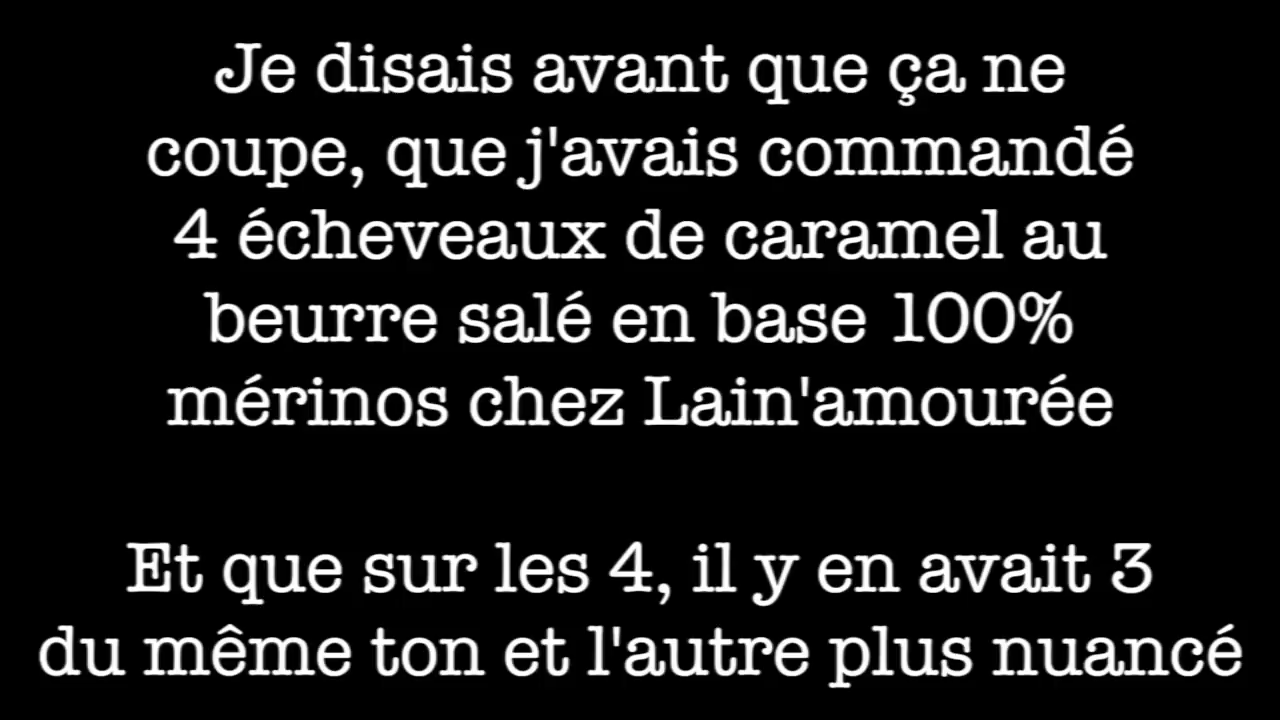 Je disais avant que ça ne
coupe, que j'avais commandé
4 écheveaux de caramel au
beurre salé en base 100%
mérinos chez Lain'amourée
Et que sur les 4, il y en avait 3
du même ton et l'autre plus nuancé